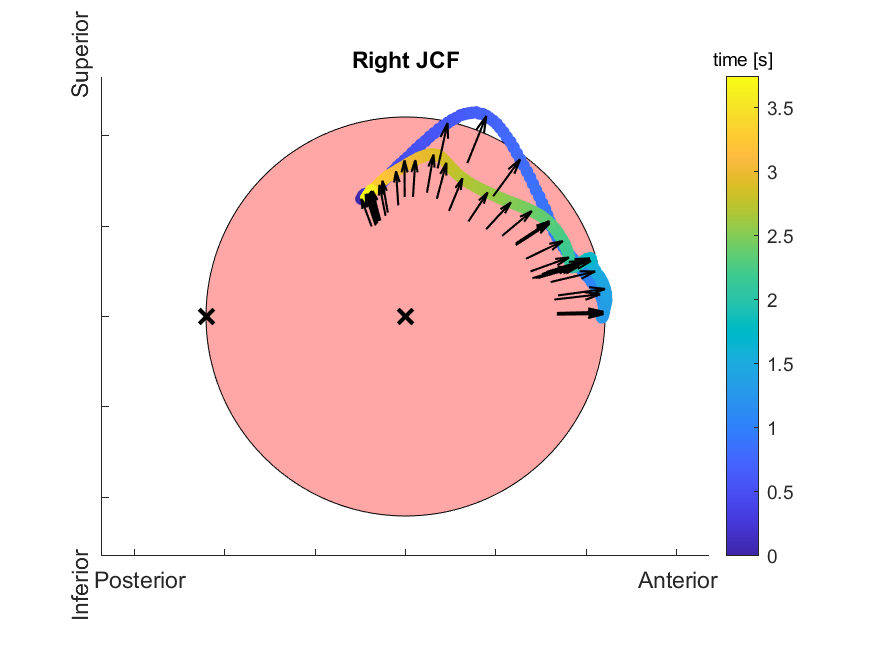 Right JCF
time [s]
Superior
Inferior
Posterior
Anterior
3.5
3
2.5
2
1.5
1
0.5
0